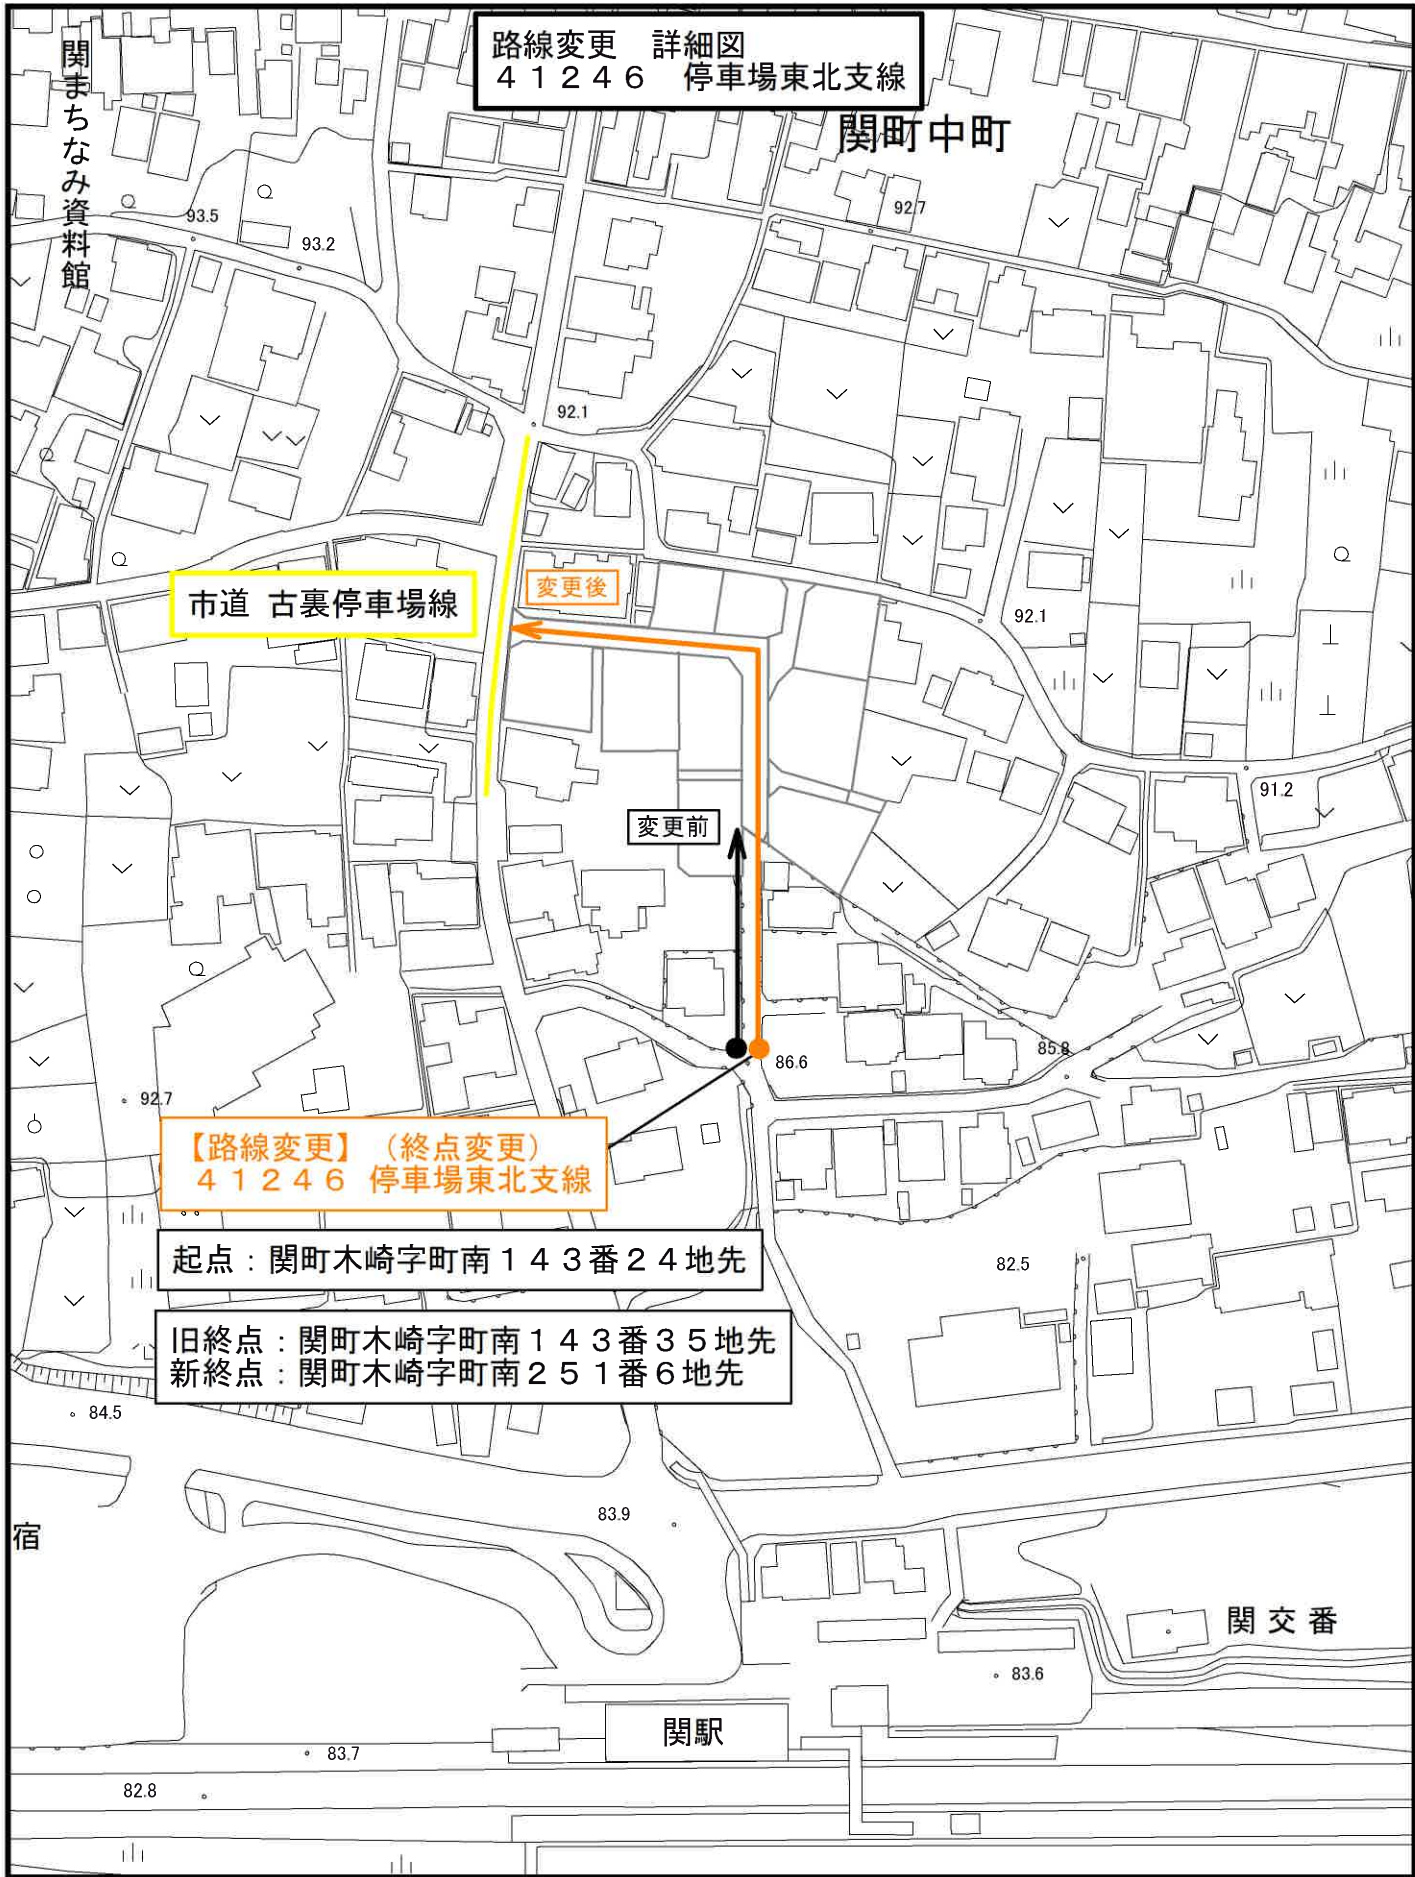 路線変更　詳細図
４１２４６　停車場東北支線
関町中町
関まちなみ資料館
93.5
93.2
92.7
92.1
市道 古裏停車場線
変更後
92.1
91.2
変更前
86.6
85.8
92.7
【路線変更】（終点変更）
４１２４６ 停車場東北支線
起点：関町木崎字町南１４３番２４地先
82.5
旧終点：関町木崎字町南１４３番３５地先
新終点：関町木崎字町南２５１番６地先
84.5
83.9
宿
関交番
83.6
関駅
83.7
82.8